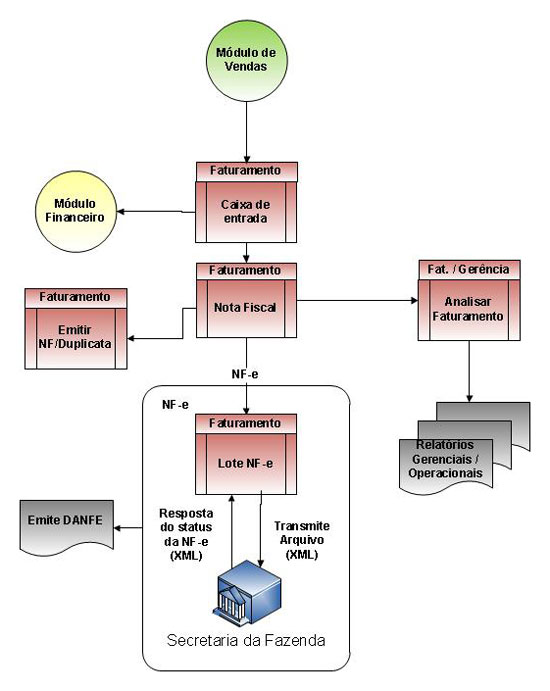 Módulo de
Vendas
Faturamento
Caixa de
entrada
Módulo
Financeiro
Faturamento
Nota Fiscal
Fat. / Gerência
Analisar
Faturamento
Faturamento
Emitir
NF/Duplicata
NF-e
NF-e
Faturamento
Lote NF-e
Relatórios
Gerenciais /
Operacionais
Emite DANFE
Resposta
do status
da NF-e
(XML)
Transmite
Arquivo
(XML)
Secretaria da Fazenda